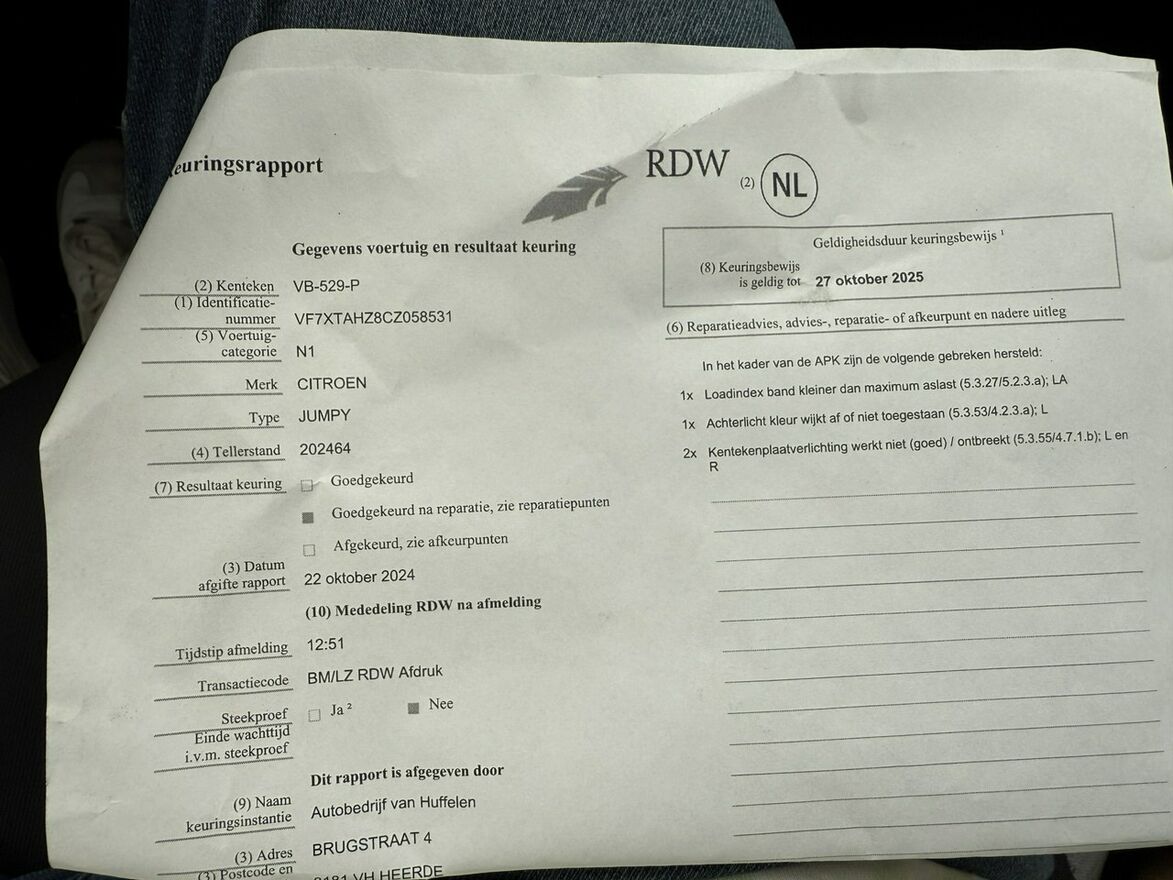 euringsrapport
RDW
(2) NL
Gegevens voertuig en resultaat keuring
(2) Kenteken VB-529-P
(1) Identificatie-
nummer VF7XTAHZ8CZ058531
(5) Voertuig-
categorie N1
Merk CITROEN
Type JUMPY
(4) Tellerstand 202464
(7) Resultaat keuring Goedgekeurd
Goedgekeurd na reparatie, zie reparatiepunten
Afgekeurd, zie afkeurpunten
(3) Datum
afgifte rapport 22 oktober 2024
(10) Mededeling RDW na afmelding
Tijdstip afmelding 12:51
Transactiecode BM/LZ RDW Afdruk
Steekproef Ja ² Nee
Einde wachttijd
i.v.m. steekproef
Dit rapport is afgegeven door
(9) Naam
keuringsinstantie Autobedrijf van Huffelen
(3) Adres BRUGSTRAAT 4
(3) Postcode en
8181 VH HEERDE
Geldigheidsduur keuringsbewijs ¹
(8) Keuringsbewijs
is geldig tot 27 oktober 2025
(6) Reparatieadvies, advies-, reparatie- of afkeurpunt en nadere uitleg
In het kader van de APK zijn de volgende gebreken hersteld:
1x Loadindex band kleiner dan maximum aslast (5.3.27/5.2.3.a); LA
1x Achterlicht kleur wijkt af of niet toegestaan (5.3.53/4.2.3.a); L
2x Kentekenplaatverlichting werkt niet (goed) / ontbreekt (5.3.55/4.7.1.b); L en
R